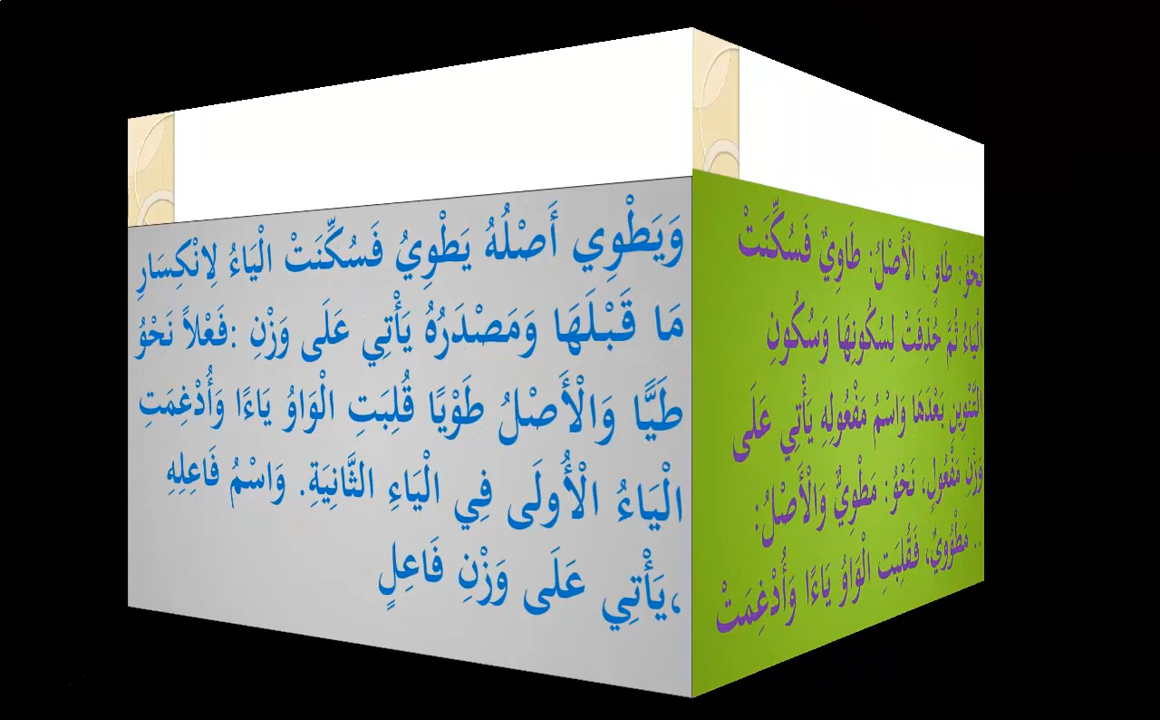 وَيَطْوِي أَصْلُهُ يَطْوِيُ فَسُكِّنَتْ الْيَاءُ لِانْكِسَارِ
مَا قَبْلَهَا وَمَصْدَرُهُ يَأْتِي عَلَى وَزْنِ :فَعْلاً نَحْوُ
طَيًّا وَالْأَصْلُ طَوْيًا قُلِبَتِ الْوَاوُ يَاءًا وَأُدْغِمَتِ
الْيَاءُ الْأُولَى فِي الْيَاءِ الثَّانِيَةِ. وَاسْمُ فَاعِلِهِ
،يَأْتِي عَلَى وَزْنِ فَاعِلٍ
نَحْوُ: طَاوٍ ، الْأَصْلُ: طَاوِيٌ فَسُكِّنَتْ
الْيَاءُ ثُمَّ حُذِفَتْ لِسُكُونِهَا وَسُكُونِ
التَّنْوِينِ بَعْدَهَا وَاسْمُ مَفْعُولِهِ يَأْتِي عَلَى
وَزْنِ مَفْعُولٍ، نَحْوُ: مَطْوِيٌّ وَالْأَصْلُ:
.. مَطْوُويٌ، فَقُلِبَتِ الْوَاوُ يَاءًا وَأُدْغِمَتْ